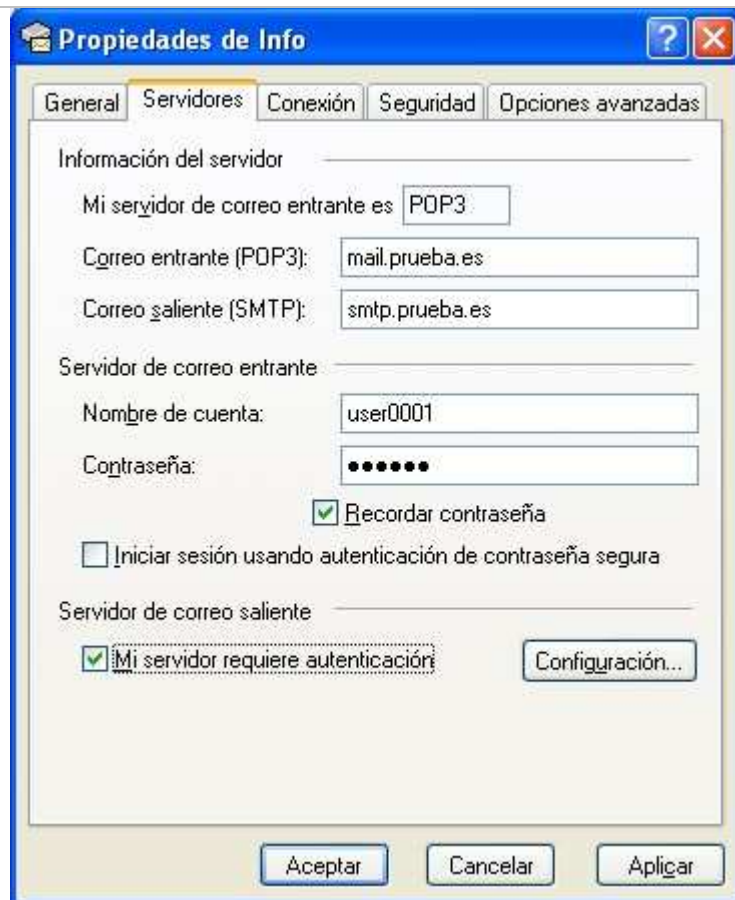 Propiedades de Info
General Servidores Conexión Seguridad Opciones avanzadas
Información del servidor
Mi servidor de correo entrante es POP3
Correo entrante (POP3): mail.prueba.es
Correo saliente (SMTP): smtp.prueba.es
Servidor de correo entrante
Nombre de cuenta: user0001
Contraseña: ●●●●●●
Recordar contraseña
Iniciar sesión usando autenticación de contraseña segura
Servidor de correo saliente
Mi servidor requiere autenticación Configuración...
Aceptar Cancelar Aplicar